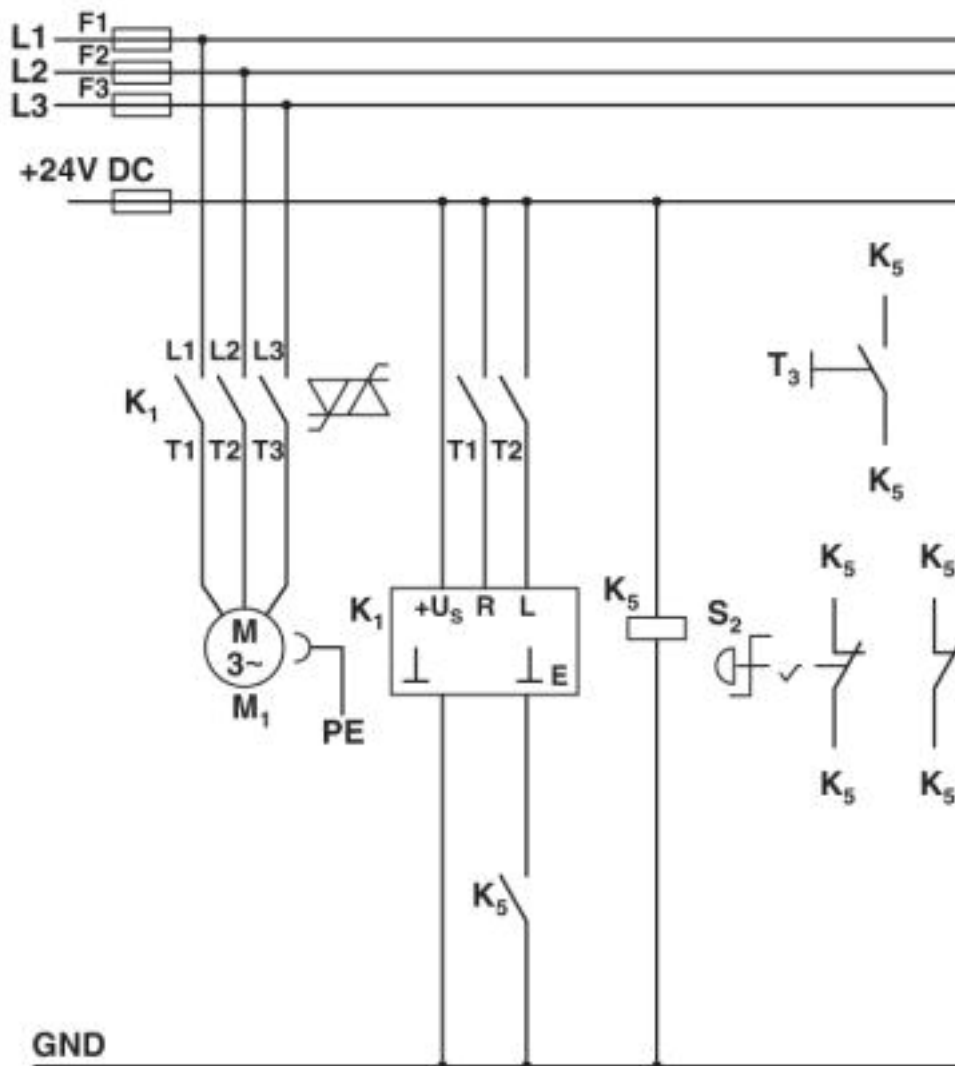 L1 F1
L2 F2
L3 F3
+24V DC
K5
L1 L2 L3
T3
K1
T1 T2 T3
T1 T2
K5
K5 K5
K1 +US R L
K5
S2
M
3~
E
M1
PE
K5 K5
K5
GND